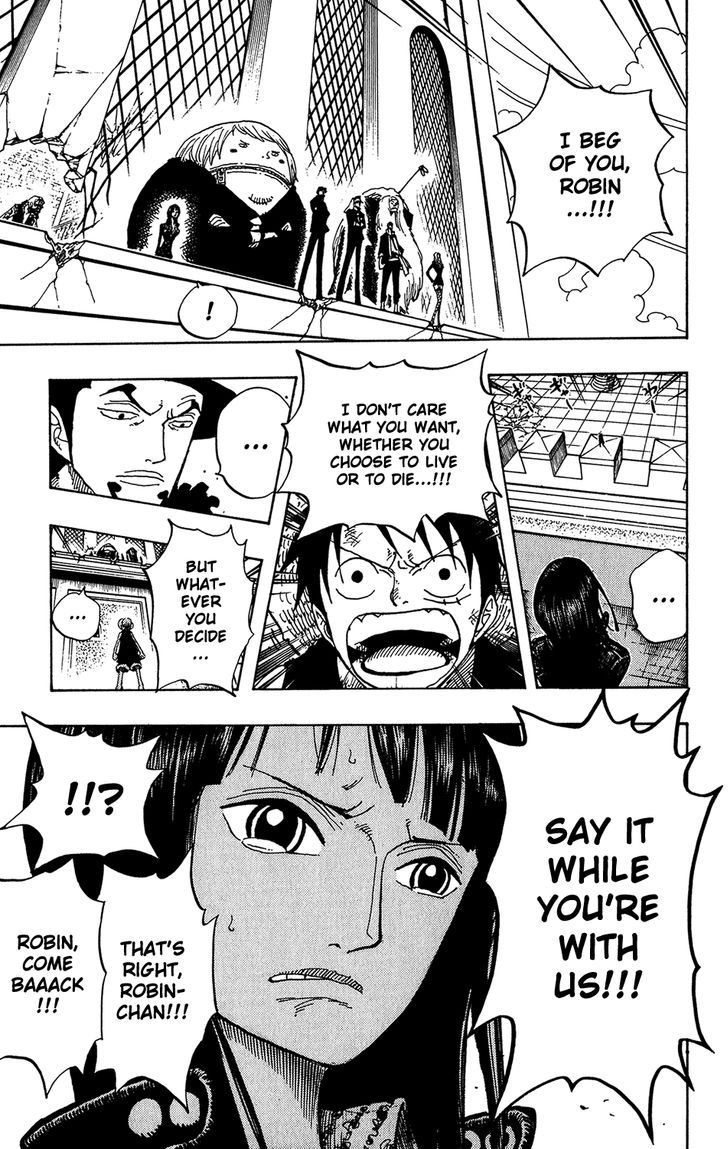 I BEG
OF YOU,
ROBIN
...!!!
!
I DON'T CARE
WHAT YOU WANT,
WHETHER YOU
CHOOSE TO LIVE
OR TO DIE...!!!
...
...
BUT
WHAT-
EVER YOU
DECIDE
...
...
SAY IT
WHILE
YOU'RE
WITH
US!!!
!!?
THAT'S
RIGHT,
ROBIN-
CHAN!!!
ROBIN,
COME
BAAACK
!!!